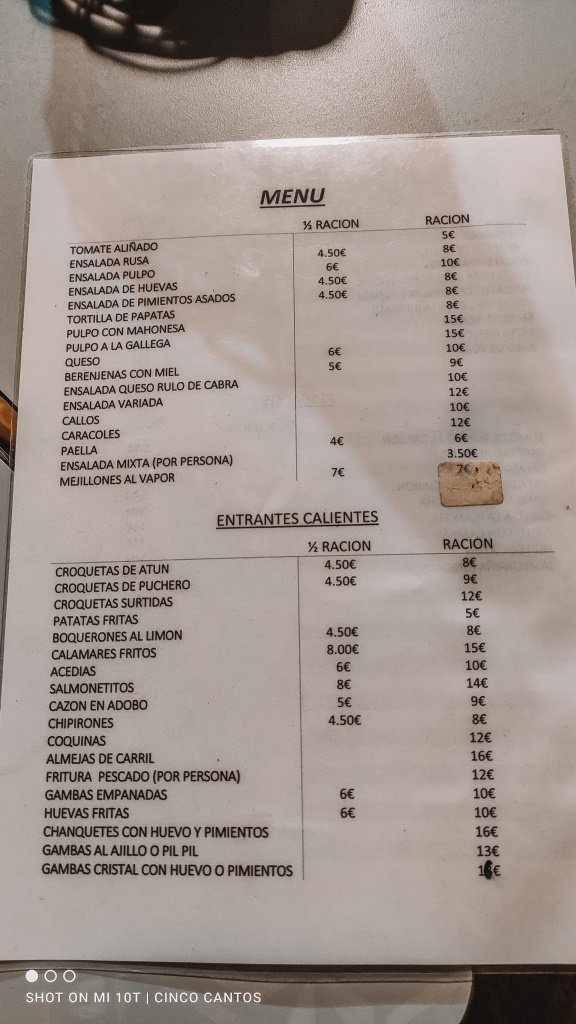 MENU
½ RACION RACION
TOMATE ALIÑADO 5€
ENSALADA RUSA 4.50€ 8€
ENSALADA PULPO 6€ 10€
ENSALADA DE HUEVAS 4.50€ 8€
ENSALADA DE PIMIENTOS ASADOS 4.50€ 8€
TORTILLA DE PAPATAS 8€
PULPO CON MAHONESA 15€
PULPO A LA GALLEGA 15€
QUESO 6€ 10€
BERENJENAS CON MIEL 5€ 9€
ENSALADA QUESO RULO DE CABRA 10€
ENSALADA VARIADA 12€
CALLOS 10€
CARACOLES 12€
PAELLA 4€ 6€
ENSALADA MIXTA (POR PERSONA) 3.50€
MEJILLONES AL VAPOR 7€ 7€
ENTRANTES CALIENTES
½ RACION RACION
CROQUETAS DE ATUN 4.50€ 8€
CROQUETAS DE PUCHERO 4.50€ 9€
CROQUETAS SURTIDAS 12€
PATATAS FRITAS 5€
BOQUERONES AL LIMON 4.50€ 8€
CALAMARES FRITOS 8.00€ 15€
ACEDIAS 6€ 10€
SALMONETITOS 8€ 14€
CAZON EN ADOBO 5€ 9€
CHIPIRONES 4.50€ 8€
COQUINAS 12€
ALMEJAS DE CARRIL 16€
FRITURA PESCADO (POR PERSONA) 12€
GAMBAS EMPANADAS 6€ 10€
HUEVAS FRITAS 6€ 10€
CHANQUETES CON HUEVO Y PIMIENTOS 16€
GAMBAS AL AJILLO O PIL PIL 13€
GAMBAS CRISTAL CON HUEVO O PIMIENTOS
SHOT ON MI 10T | CINCO CANTOS